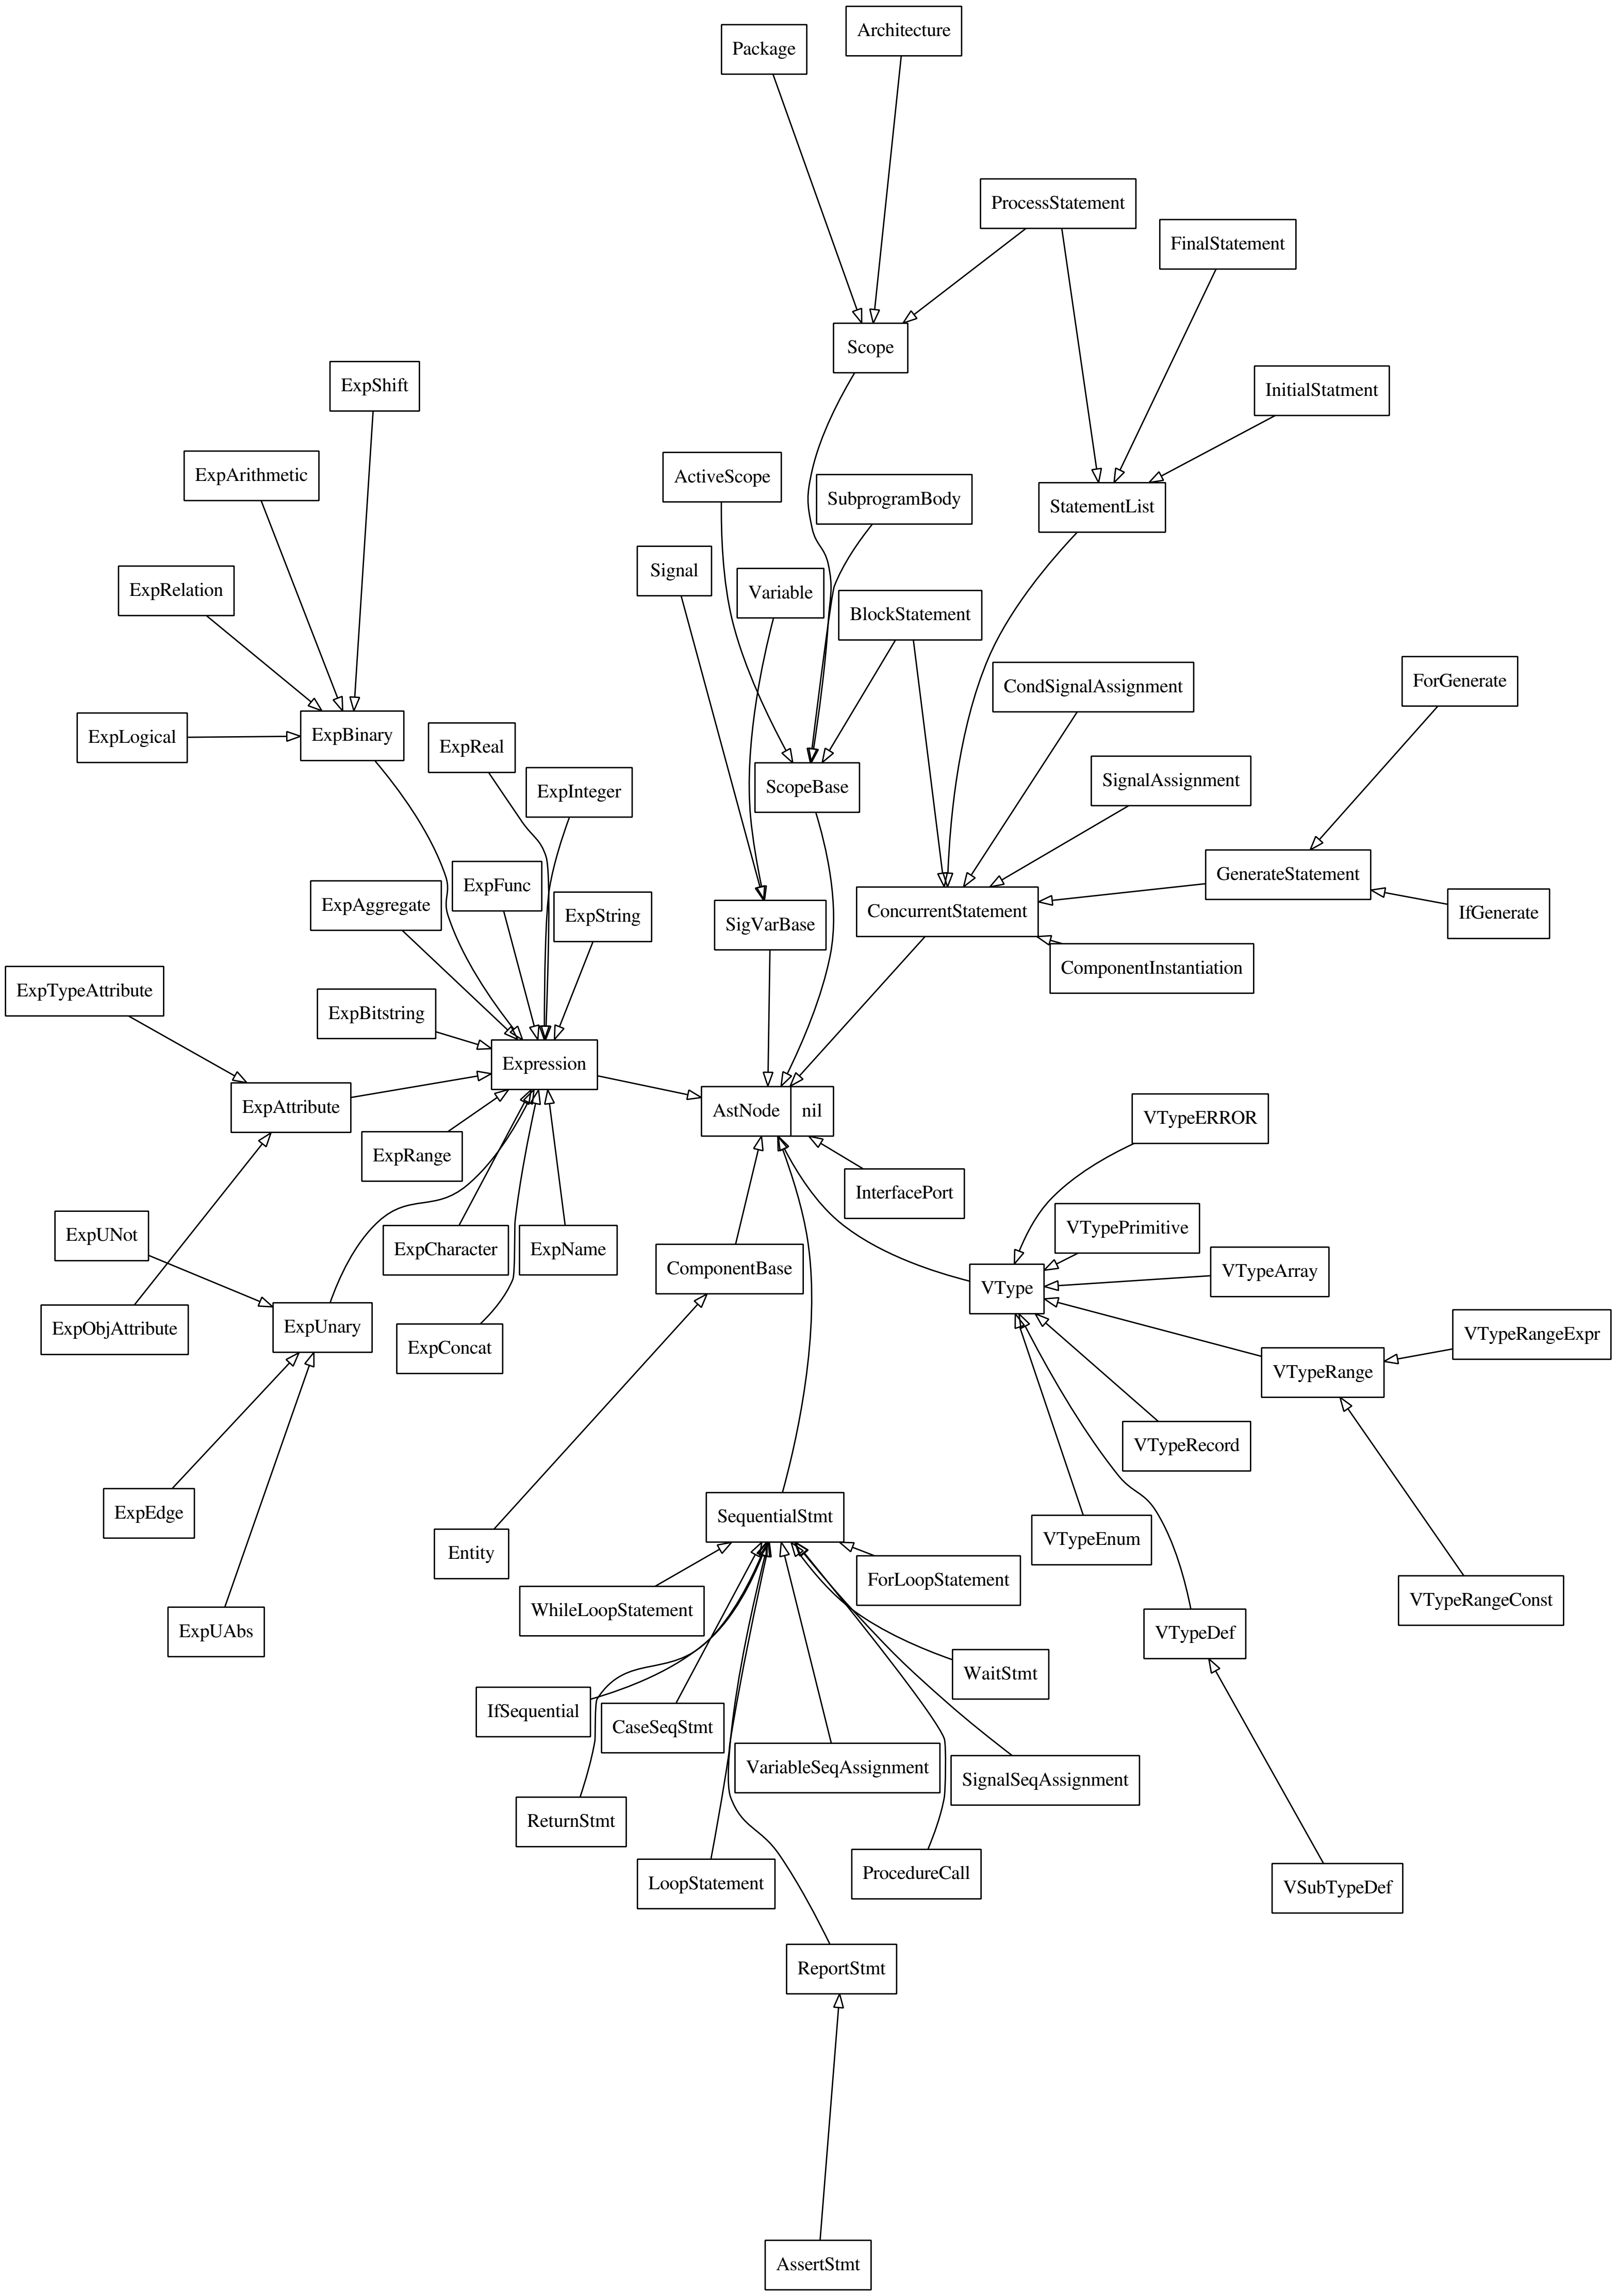 Architecture
Package
ProcessStatement
FinalStatement
Scope
ExpShift
InitialStatment
ExpArithmetic
ActiveScope
SubprogramBody
StatementList
Signal
Variable
ExpRelation
BlockStatement
CondSignalAssignment
ForGenerate
ExpLogical
ExpBinary
ExpReal
ExpInteger
ScopeBase
SignalAssignment
GenerateStatement
ExpFunc
ExpAggregate
ExpString
SigVarBase
ConcurrentStatement
IfGenerate
ComponentInstantiation
ExpTypeAttribute
ExpBitstring
Expression
ExpAttribute
AstNode nil
VTypeERROR
ExpRange
InterfacePort
ExpUNot
ExpCharacter
ExpName
VTypePrimitive
ComponentBase
VType
VTypeArray
ExpObjAttribute
ExpUnary
ExpConcat
VTypeRangeExpr
VTypeRange
VTypeRecord
ExpEdge
SequentialStmt
VTypeEnum
Entity
ForLoopStatement
WhileLoopStatement
VTypeRangeConst
ExpUAbs
VTypeDef
WaitStmt
IfSequential
CaseSeqStmt
VariableSeqAssignment
SignalSeqAssignment
ReturnStmt
LoopStatement
ProcedureCall
VSubTypeDef
ReportStmt
AssertStmt